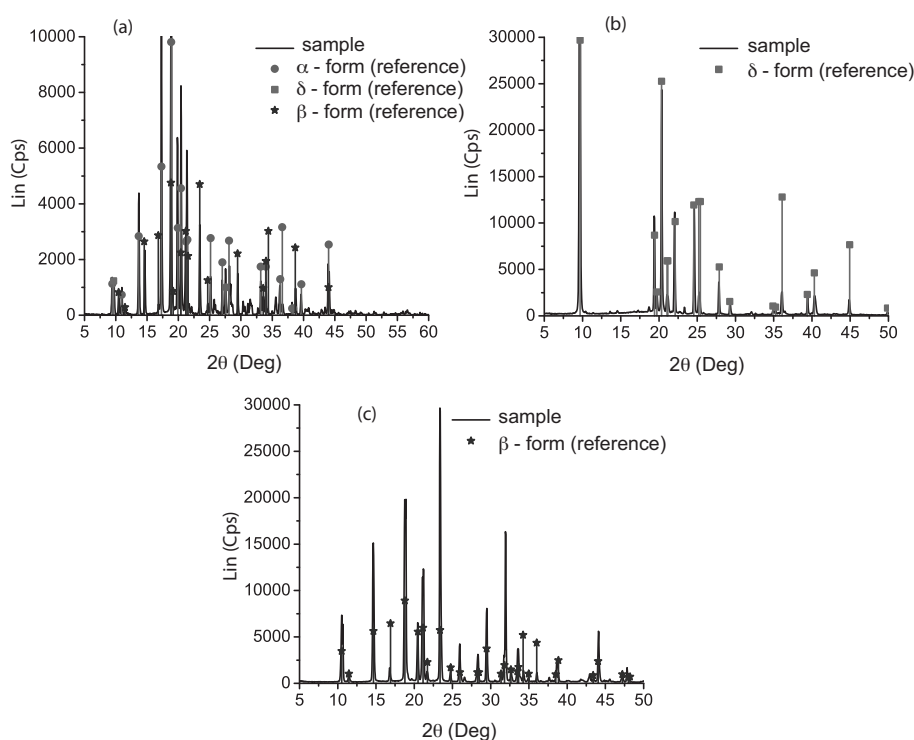 (a)
sample
α - form (reference)
δ - form (reference)
β - form (reference)
Lin (Cps)
10000
8000
6000
4000
2000
0
5 10 15 20 25 30 35 40 45 50 55 60
2θ (Deg)
(b)
sample
δ - form (reference)
Lin (Cps)
30000
25000
20000
15000
10000
5000
0
5 10 15 20 25 30 35 40 45 50
2θ (Deg)
(c)
sample
β - form (reference)
Lin (Cps)
30000
25000
20000
15000
10000
5000
0
5 10 15 20 25 30 35 40 45 50
2θ (Deg)